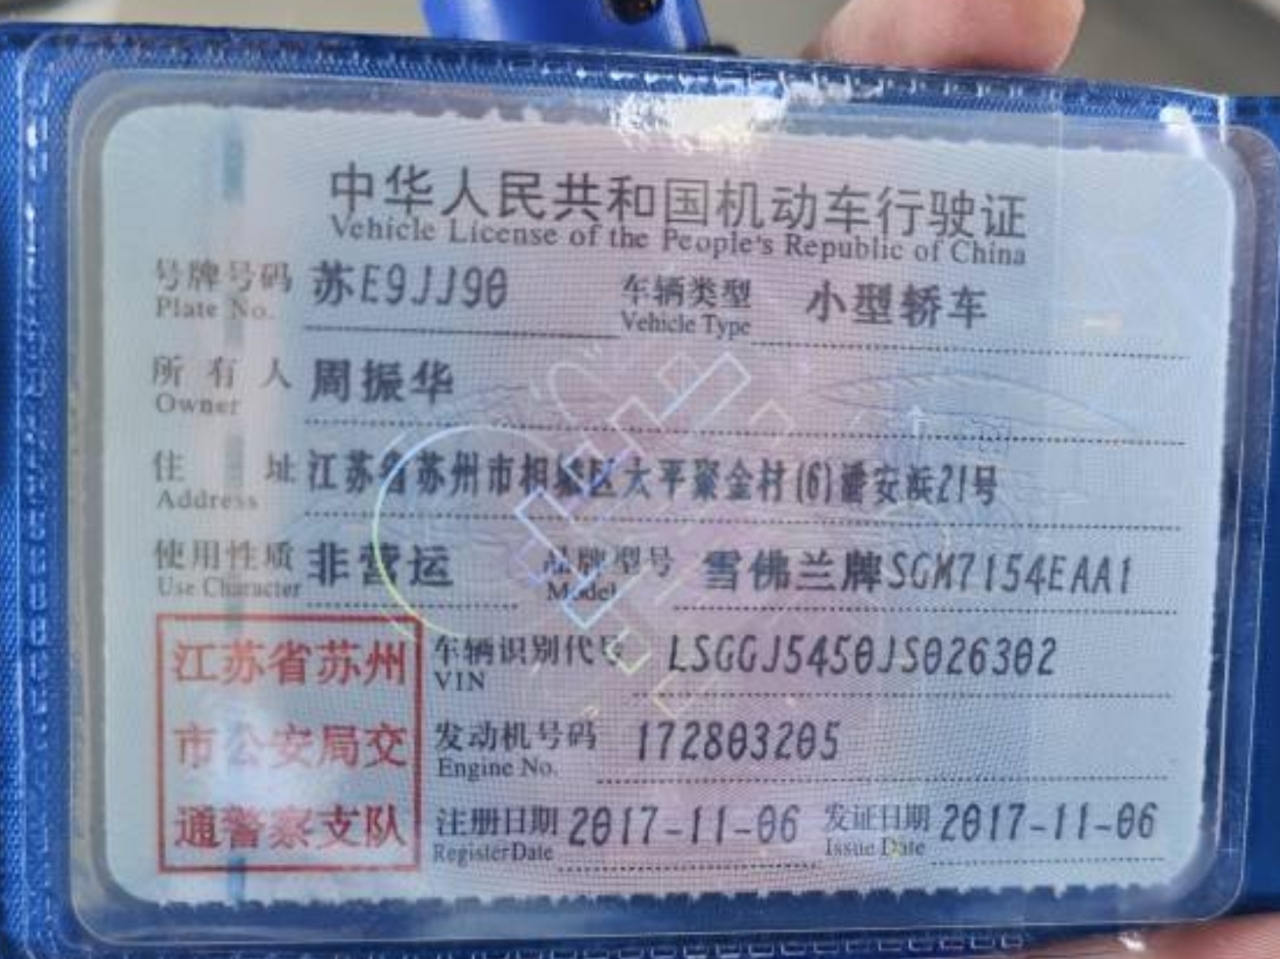 中华人民共和国机动车行驶证
Vehicle License of the People's Republic of China
号牌号码 苏E9JJ90 车辆类型 小型轿车
Plate No. Vehicle Type
所有人 周振华
Owner
住址 江苏省苏州市相城区太平聚金村(6)潘安浜21号
Address
使用性质 非营运 品牌型号 雪佛兰牌SGM7154EAA1
Use Character Model
江苏省苏州
市公安局交
通警察支队
车辆识别代号 LSGGJ5450JS026302
VIN
发动机号码 172803205
Engine No.
注册日期 2017-11-06 发证日期 2017-11-06
Register Date Issue Date